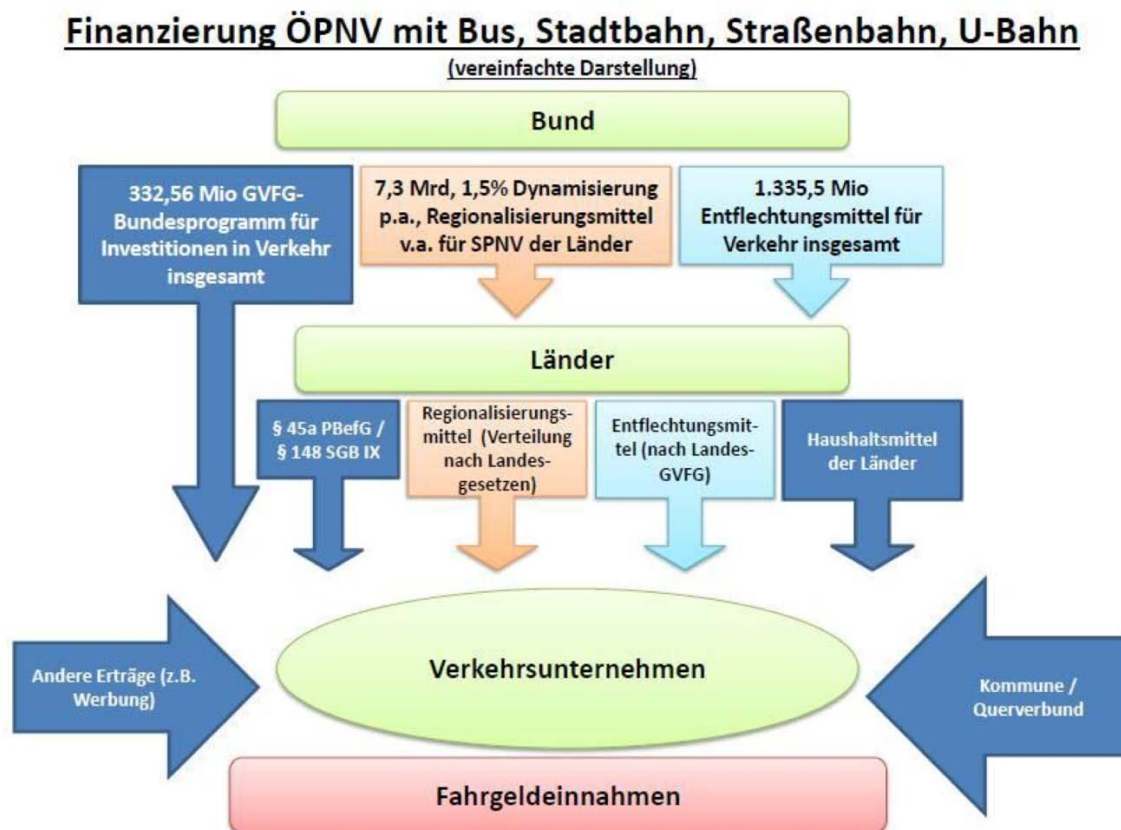 Finanzierung ÖPNV mit Bus, Stadtbahn, Straßenbahn, U-Bahn
(vereinfachte Darstellung)
Bund
332,56 Mio GVFG-
Bundesprogramm für
Investitionen in Verkehr
insgesamt
7,3 Mrd, 1,5% Dynamisierung
p.a., Regionalisierungsmittel
v.a. für SPNV der Länder
1.335,5 Mio
Entflechtungsmittel für
Verkehr insgesamt
Länder
§ 45a PBefG /
§ 148 SGB IX
Regionalisierungs-
mittel (Verteilung
nach Landes-
gesetzen)
Entflechtungsmit-
tel (nach Landes-
GVFG)
Haushaltsmittel
der Länder
Andere Erträge (z.B.
Werbung)
Verkehrsunternehmen
Kommune /
Querverbund
Fahrgeldeinnahmen